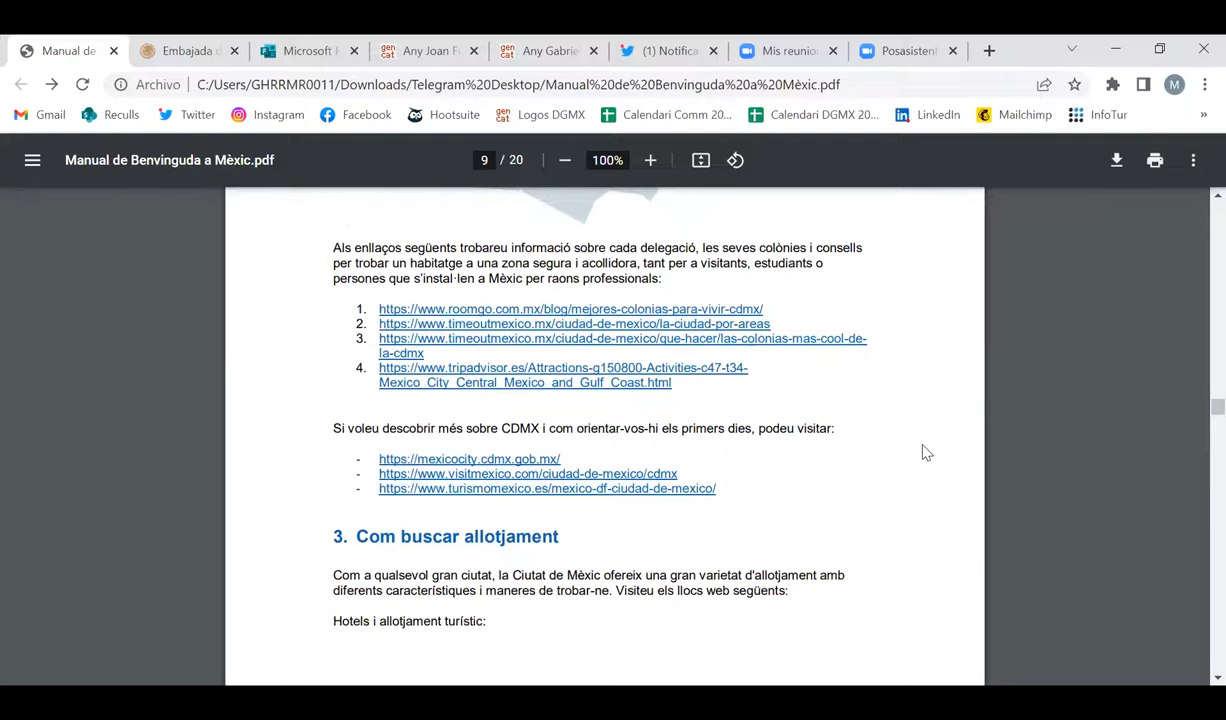 Manual de
Embajada d
Microsoft F
gen cat
Any Joan F
gen cat
Any Gabrie
(1) Notifica
Mis reunio
Posasistent
Archivo
C:/Users/GHRRMR0011/Downloads/Telegram%20Desktop/Manual%20de%20Benvinguda%20a%20Mèxic.pdf
M
Gmail
Reculls
Twitter
Instagram
Facebook
Hootsuite
gen cat
Logos DGMX
Calendari Comm 20...
Calendari DGMX 20...
LinkedIn
Mailchimp
InfoTur
»
Manual de Benvinguda a Mèxic.pdf
9 / 20
100%
Als enllaços següents trobareu informació sobre cada delegació, les seves colònies i consells
per trobar un habitatge a una zona segura i acollidora, tant per a visitants, estudiants o
persones que s'instal·len a Mèxic per raons professionals:
1. https://www.roomgo.com.mx/blog/mejores-colonias-para-vivir-cdmx/
2. https://www.timeoutmexico.mx/ciudad-de-mexico/la-ciudad-por-areas
3. https://www.timeoutmexico.mx/ciudad-de-mexico/que-hacer/las-colonias-mas-cool-de-
la-cdmx
4. https://www.tripadvisor.es/Attractions-g150800-Activities-c47-t34-
Mexico_City_Central_Mexico_and_Gulf_Coast.html
Si voleu descobrir més sobre CDMX i com orientar-vos-hi els primers dies, podeu visitar:
- https://mexicocity.cdmx.gob.mx/
- https://www.visitmexico.com/ciudad-de-mexico/cdmx
- https://www.turismomexico.es/mexico-df-ciudad-de-mexico/
3. Com buscar allotjament
Com a qualsevol gran ciutat, la Ciutat de Mèxic ofereix una gran varietat d'allotjament amb
diferents característiques i maneres de trobar-ne. Visiteu els llocs web següents:
Hotels i allotjament turístic: